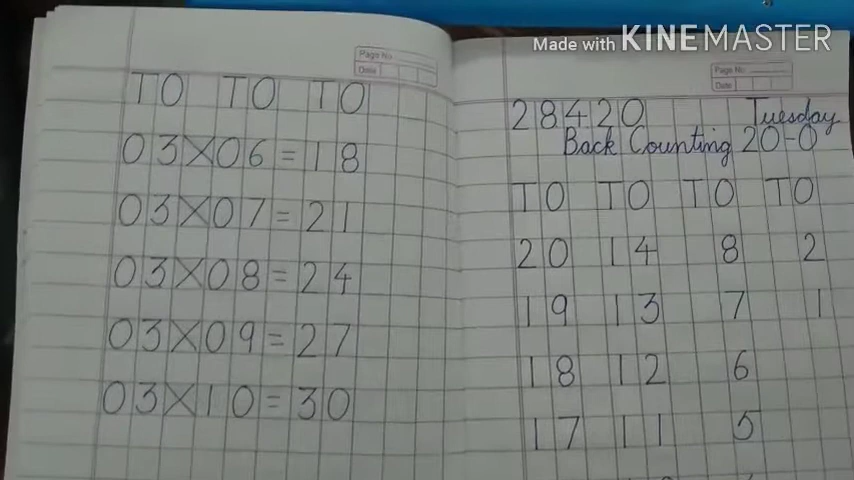 Made with KINEMASTER
Page No.
Date
TO TO TO
03×06=18
03×07=21
03×08=24
03×09=27
03×10=30
Page No.
Date
28420 Tuesday
Back Counting 20-0
TO TO TO TO
20 14 8 2
19 13 7 1
18 12 6
17 11 5